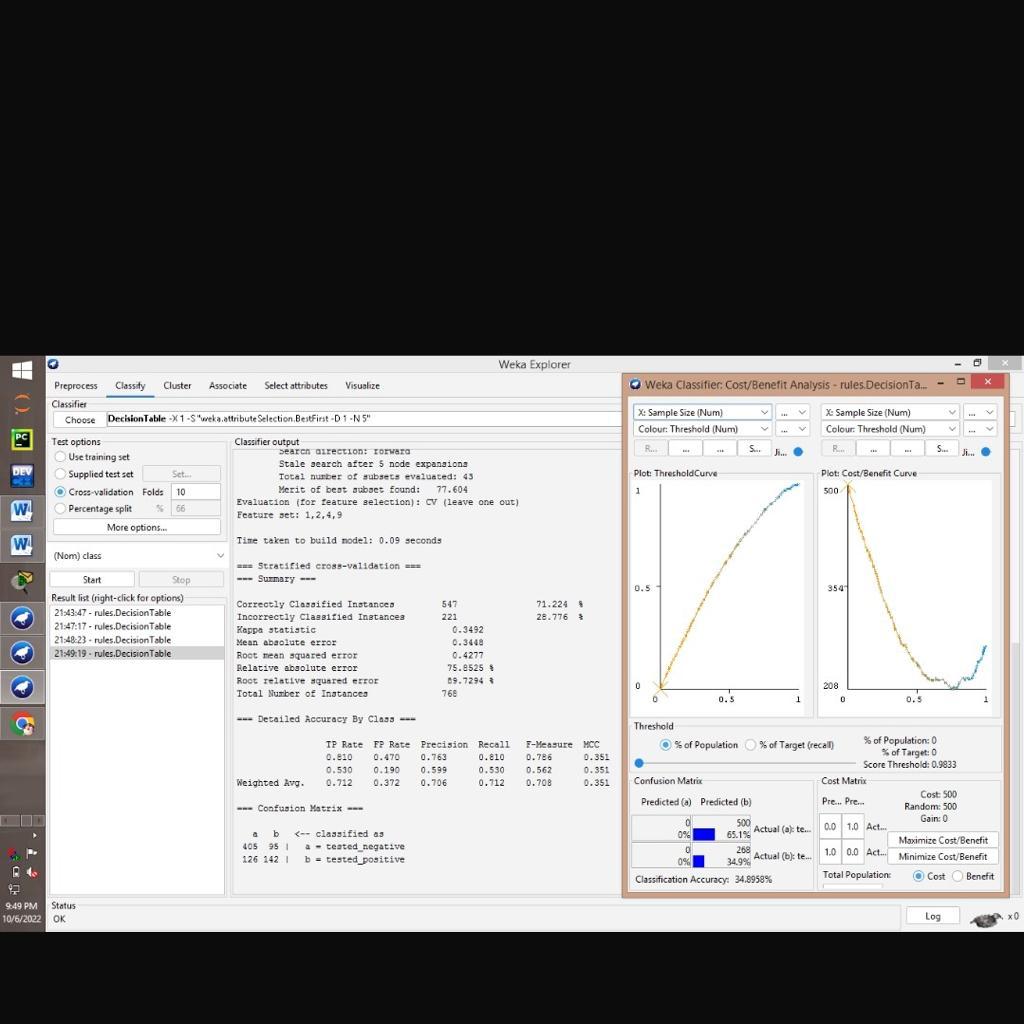 Weka Explorer
Preprocess Classify Cluster Associate Select attributes Visualize
Classifier
Choose DecisionTable -X 1 -S "weka.attributeSelection.BestFirst -D 1 -N 5"
Test options
Use training set
Supplied test set Set...
Cross-validation Folds 10
Percentage split % 66
More options...
(Nom) class
Start Stop
Result list (right-click for options)
21:43:47 - rules.DecisionTable
21:47:17 - rules.DecisionTable
21:48:23 - rules.DecisionTable
21:49:19 - rules.DecisionTable
Classifier output
Search direction: forward
Stale search after 5 node expansions
Total number of subsets evaluated: 43
Merit of best subset found: 77.604
Evaluation (for feature selection): CV (leave one out)
Feature set: 1,2,4,9
Time taken to build model: 0.09 seconds
=== Stratified cross-validation ===
=== Summary ===
Correctly Classified Instances 547 71.224 %
Incorrectly Classified Instances 221 28.776 %
Kappa statistic 0.3492
Mean absolute error 0.3448
Root mean squared error 0.4277
Relative absolute error 75.8525 %
Root relative squared error 89.7294 %
Total Number of Instances 768
=== Detailed Accuracy By Class ===
TP Rate FP Rate Precision Recall F-Measure MCC
0.810 0.470 0.763 0.810 0.786 0.351
0.530 0.190 0.599 0.530 0.562 0.351
Weighted Avg. 0.712 0.372 0.706 0.712 0.708 0.351
=== Confusion Matrix ===
a b <-- classified as
405 95 | a = tested_negative
126 142 | b = tested_positive
Weka Classifier: Cost/Benefit Analysis - rules.DecisionTa...
X: Sample Size (Num) ... X: Sample Size (Num) ...
Colour: Threshold (Num) ... Colour: Threshold (Num) ...
R... ... ... S... Ji... R... ... ... S... Ji...
Plot: ThresholdCurve
1
0.5
0
0 0.5 1
Plot: Cost/Benefit Curve
500
354
208
0 0.5 1
Threshold
% of Population % of Target (recall)
% of Population: 0
% of Target: 0
Score Threshold: 0.9833
Confusion Matrix
Predicted (a) Predicted (b)
0 500
0% 65.1% Actual (a): te...
0 268
0% 34.9% Actual (b): te...
Classification Accuracy: 34.8958%
Cost Matrix
Pre... Pre...
0.0 1.0 Act...
1.0 0.0 Act...
Cost: 500
Random: 500
Gain: 0
Maximize Cost/Benefit
Minimize Cost/Benefit
Total Population: Cost Benefit
Status
OK
Log x 0
PC
DEV
C++
W
W
9:49 PM
10/6/2022